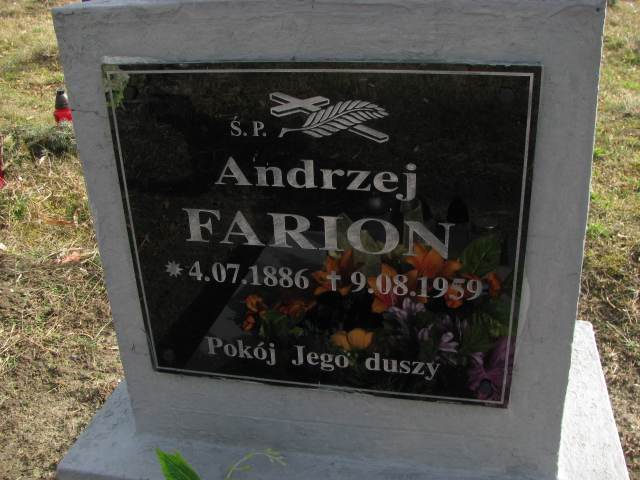 Ś. P.
Andrzej
FARION
* 4.07.1886 ✝ 9.08.1959
Pokój Jego duszy